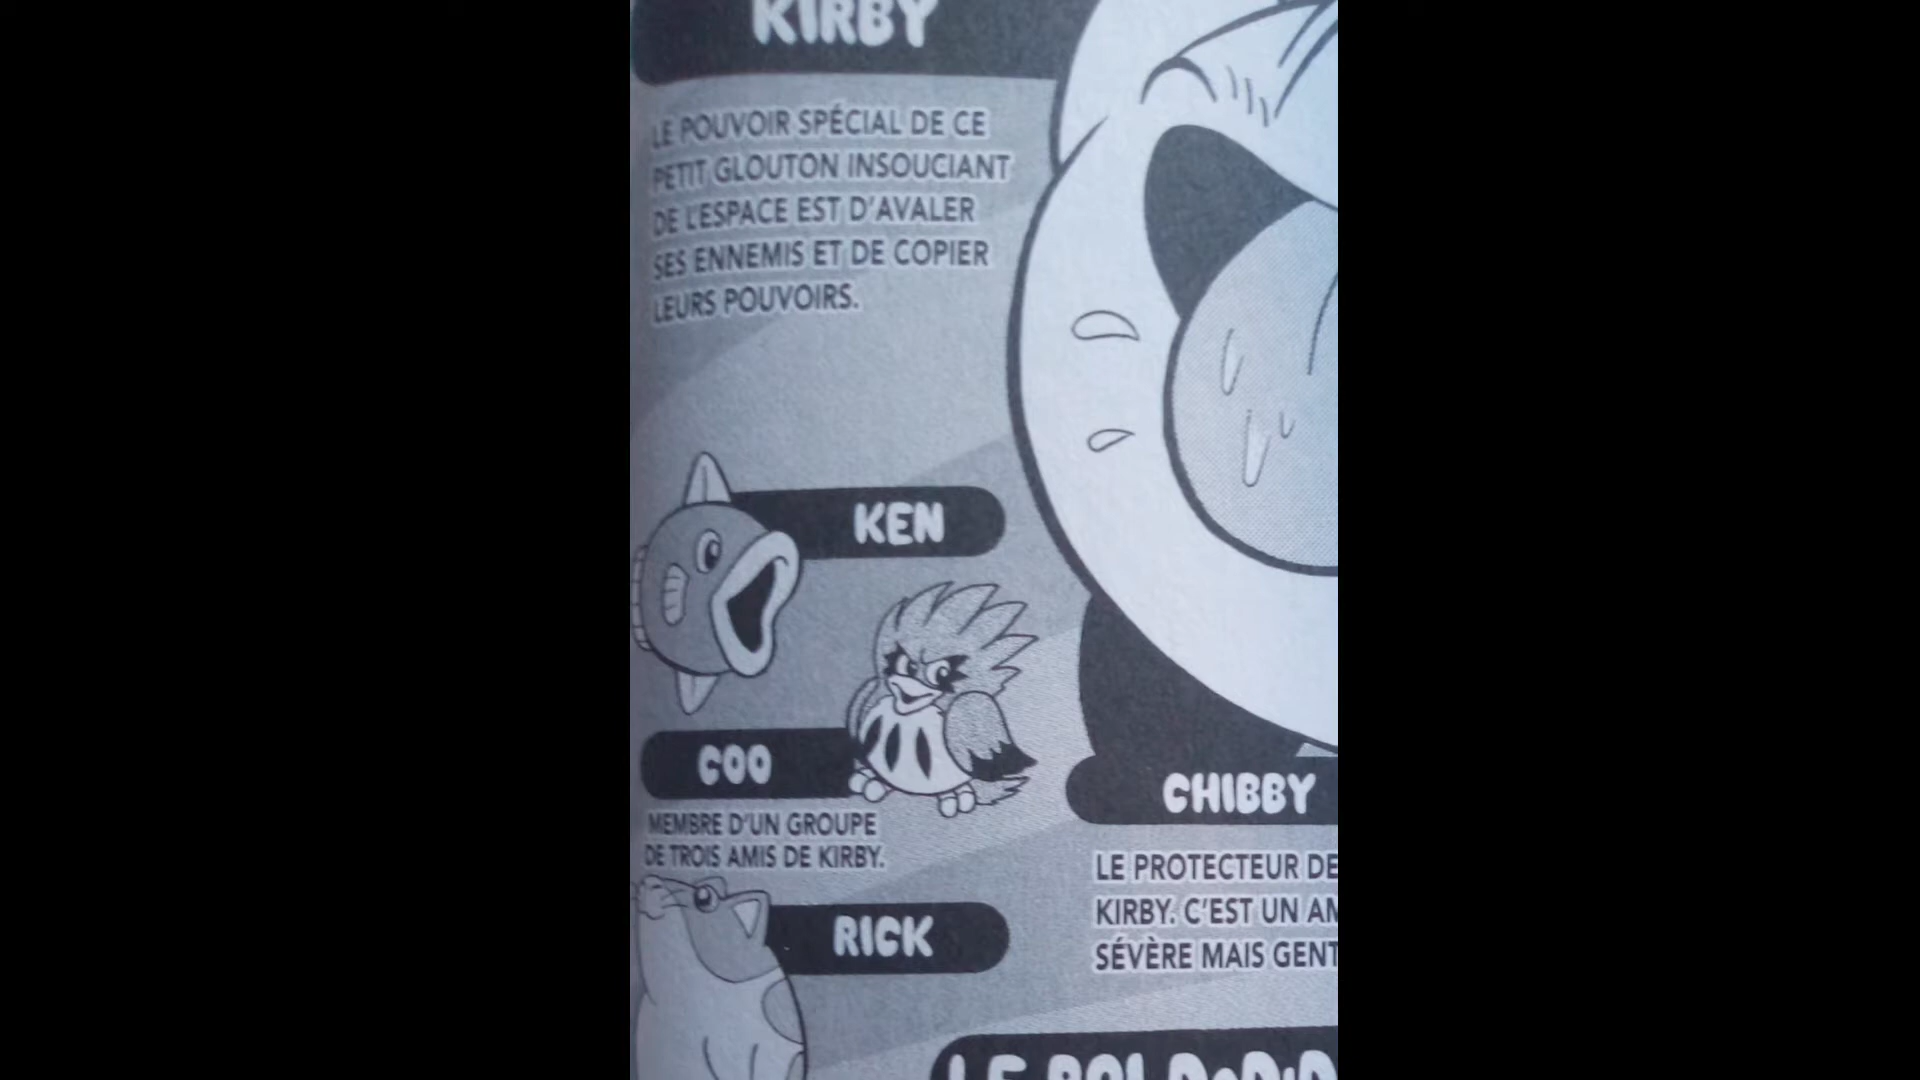 KIRBY
LE POUVOIR SPÉCIAL DE CE
PETIT GLOUTON INSOUCIANT
DE L'ESPACE EST D'AVALER
SES ENNEMIS ET DE COPIER
LEURS POUVOIRS.
KEN
COO
MEMBRE D'UN GROUPE
DE TROIS AMIS DE KIRBY.
RICK
CHIBBY
LE PROTECTEUR DE
KIRBY. C'EST UN
SÉVÈRE MAIS
LE ROI